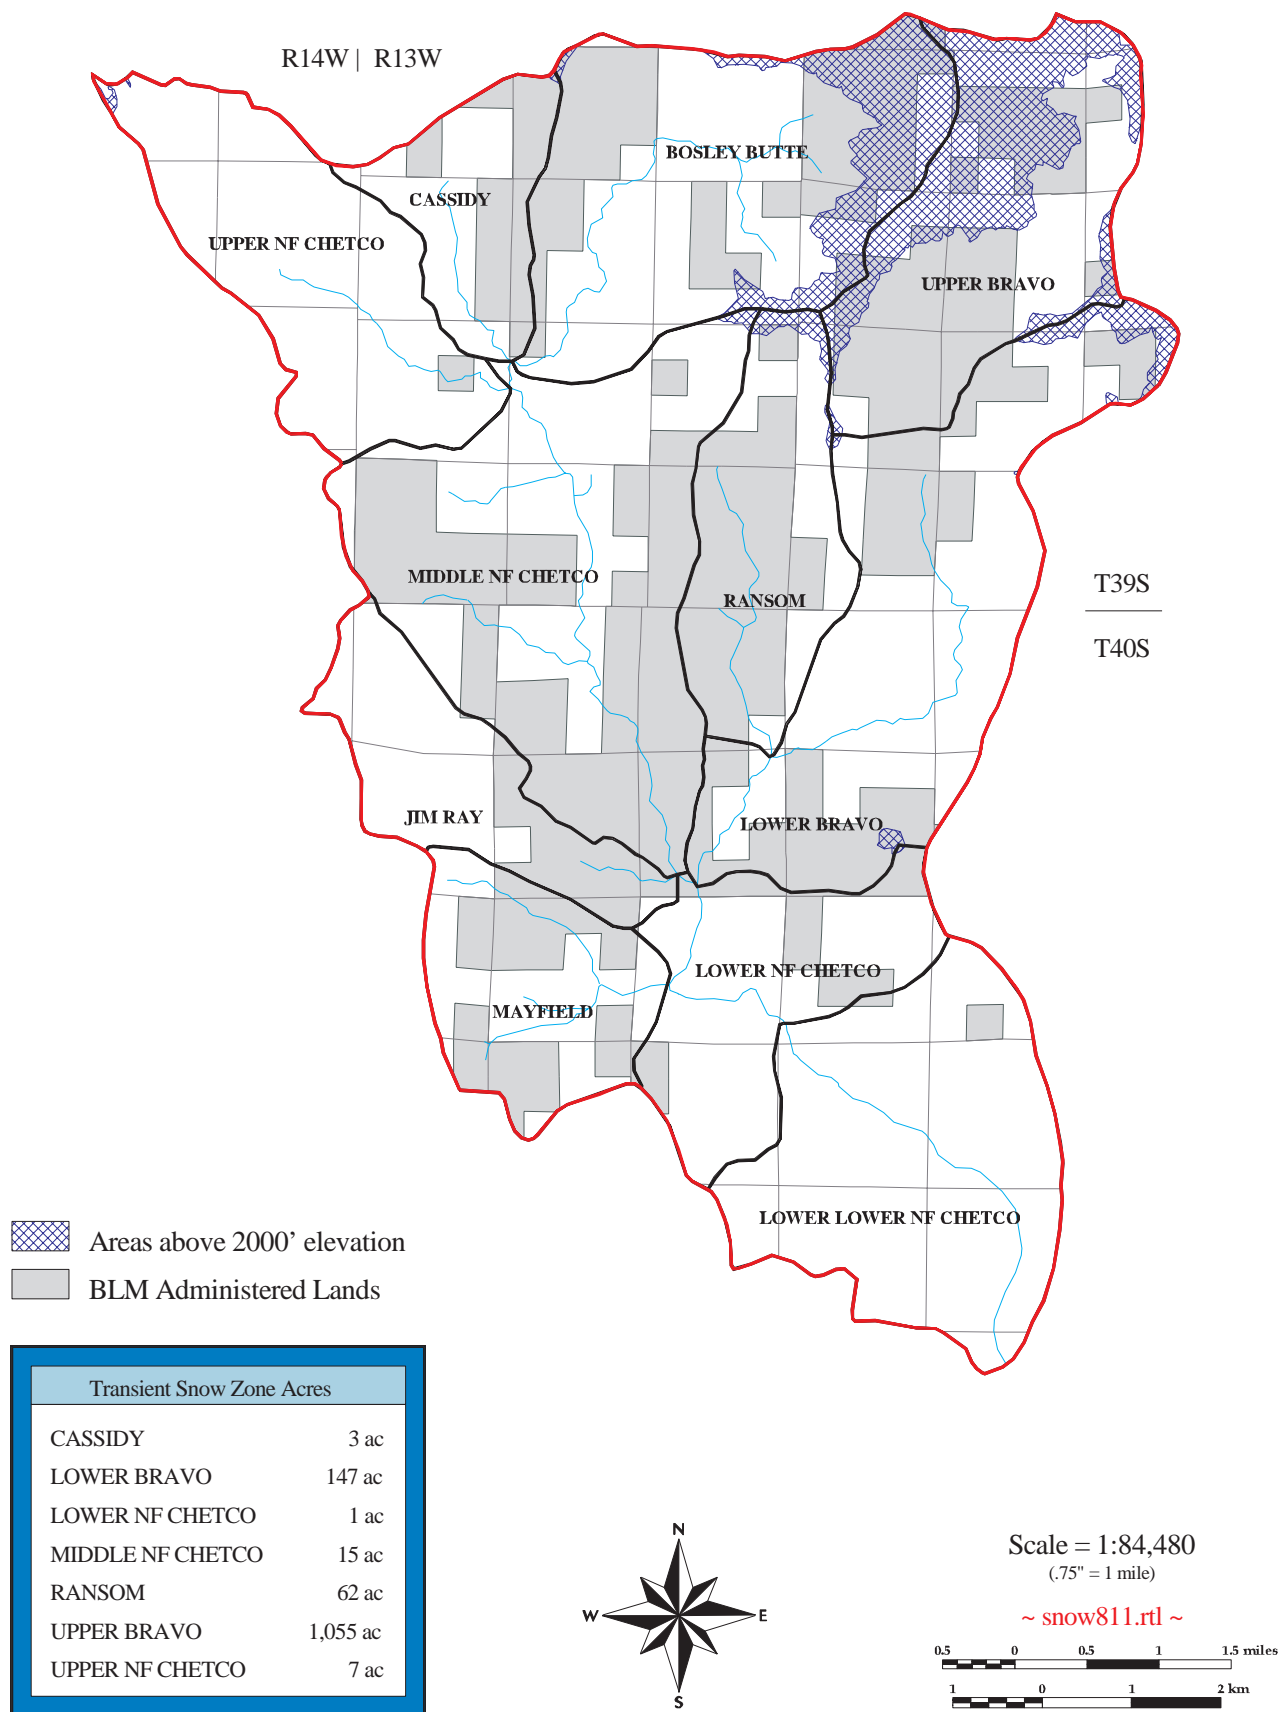 R14W | R13W
BOSLEY BUTTE
CASSIDY
UPPER NF CHETCO
UPPER BRAVO
MIDDLE NF CHETCO
RANSOM
T39S
T40S
JIM RAY
LOWER BRAVO
LOWER NF CHETCO
MAYFIELD
LOWER LOWER NF CHETCO
Areas above 2000’ elevation
BLM Administered Lands
Transient Snow Zone Acres
CASSIDY 3 ac
LOWER BRAVO 147 ac
LOWER NF CHETCO 1 ac
MIDDLE NF CHETCO 15 ac
RANSOM 62 ac
UPPER BRAVO 1,055 ac
UPPER NF CHETCO 7 ac
N
W E
S
Scale = 1:84,480
(.75" = 1 mile)
~ snow811.rtl ~
0.5 0 0.5 1 1.5 miles
1 0 1 2 km